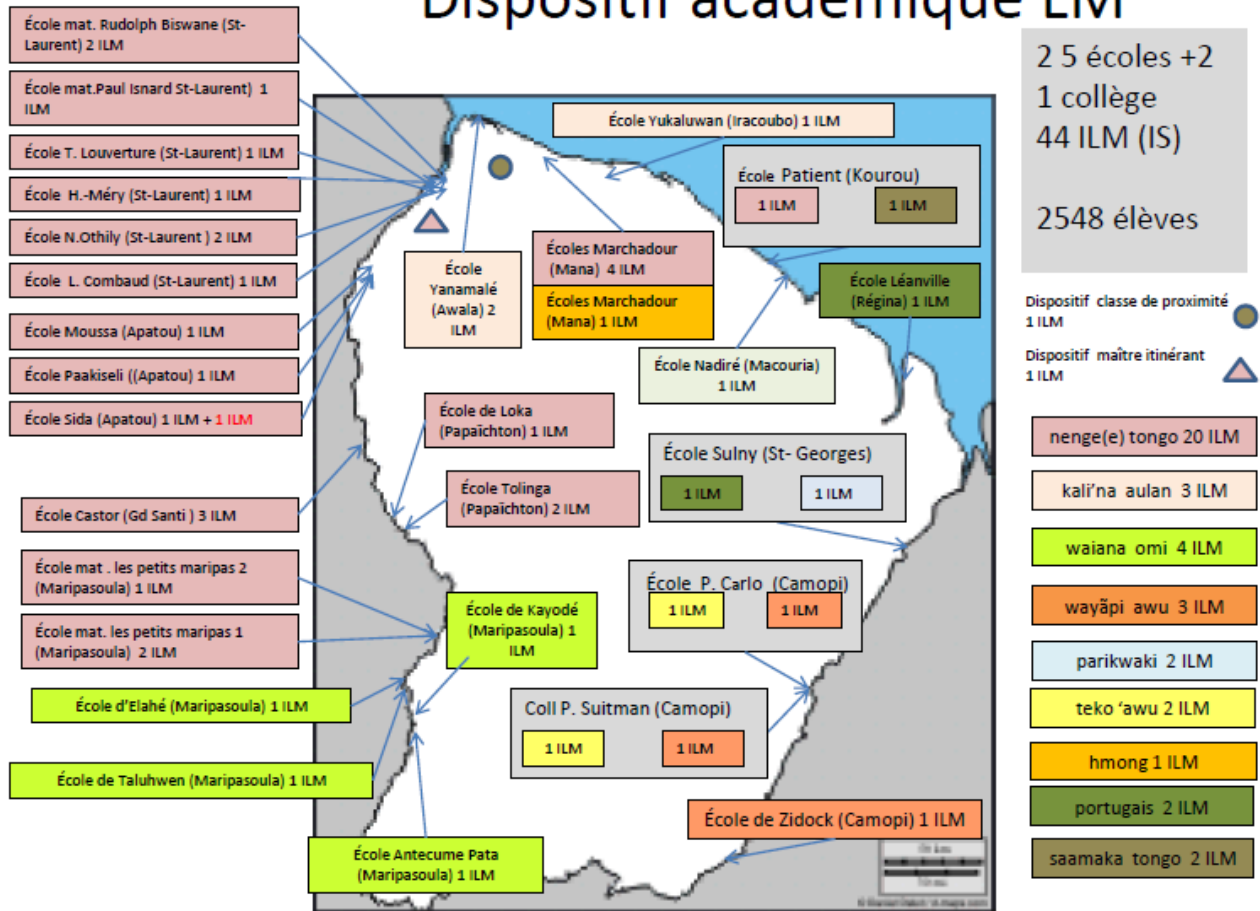 Dispositif académique LM
École mat. Rudolph Biswane (St-
Laurent) 2 ILM
École mat.Paul Isnard St-Laurent) 1
ILM
École T. Louverture (St-Laurent) 1 ILM
École H.-Méry (St-Laurent) 1 ILM
École N.Othily (St-Laurent ) 2 ILM
École L. Combaud (St-Laurent) 1 ILM
École Moussa (Apatou) 1 ILM
École Paakiseli ((Apatou) 1 ILM
École Sida (Apatou) 1 ILM + 1 ILM
École Castor (Gd Santi ) 3 ILM
École mat . les petits maripas 2
(Maripasoula) 1 ILM
École mat. les petits maripas 1
(Maripasoula) 2 ILM
École d'Elahé (Maripasoula) 1 ILM
École de Taluhwen (Maripasoula) 1 ILM
École Antecume Pata
(Maripasoula) 1 ILM
École Yukaluwan (Iracoubo) 1 ILM
École Patient (Kourou)
1 ILM
1 ILM
École
Yanamalé
(Awala) 2
ILM
Écoles Marchadour
(Mana) 4 ILM
Écoles Marchadour
(Mana) 1 ILM
École Léanville
(Régina) 1 ILM
École Nadiré (Macouria)
1 ILM
École de Loka
(Papaïchton) 1 ILM
École Tolinga
(Papaïchton) 2 ILM
École Sulny (St- Georges)
1 ILM
1 ILM
École P. Carlo (Camopi)
1 ILM
1 ILM
École de Kayodé
(Maripasoula) 1
ILM
Coll P. Suitman (Camopi)
1 ILM
1 ILM
École de Zidock (Camopi) 1 ILM
2 5 écoles +2
1 collège
44 ILM (IS)
2548 élèves
Dispositif classe de proximité
1 ILM
Dispositif maître itinérant
1 ILM
nenge(e) tongo 20 ILM
kali'na aulan 3 ILM
waiana omi 4 ILM
wayãpi awu 3 ILM
parikwaki 2 ILM
teko 'awu 2 ILM
hmong 1 ILM
portugais 2 ILM
saamaka tongo 2 ILM